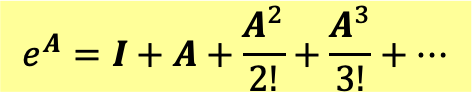 e^A = I + A + A^2/2! + A^3/3! + ⋯